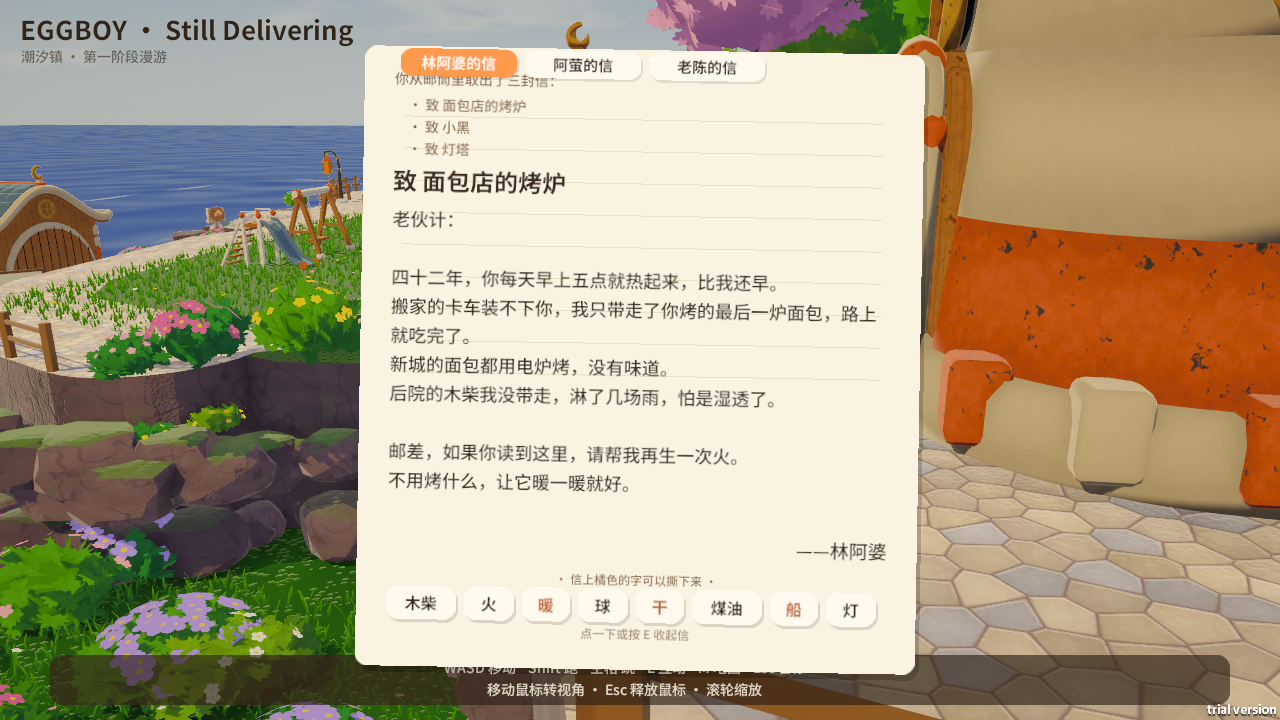 EGGBOY • Still Delivering
潮汐镇 • 第一阶段漫游
林阿婆的信
阿萤的信
老陈的信
你从邮筒里取出了三封信：
• 致 面包店的烤炉
• 致 小黑
• 致 灯塔
致 面包店的烤炉
老伙计：
四十二年，你每天早上五点就热起来，比我还早。
搬家的卡车装不下你，我只带走了你烤的最后一炉面包，路上
就吃完了。
新城的面包都用电炉烤，没有味道。
后院的木柴我没带走，淋了几场雨，怕是湿透了。
邮差，如果你读到这里，请帮我再生一次火。
不用烤什么，让它暖一暖就好。
——林阿婆
• 信上橘色的字可以撕下来 •
木柴 火 暖 球 干 煤油 船 灯
点一下或按 E 收起信
WASD 移动
移动鼠标转视角 • Esc 释放鼠标 • 滚轮缩放
trial version